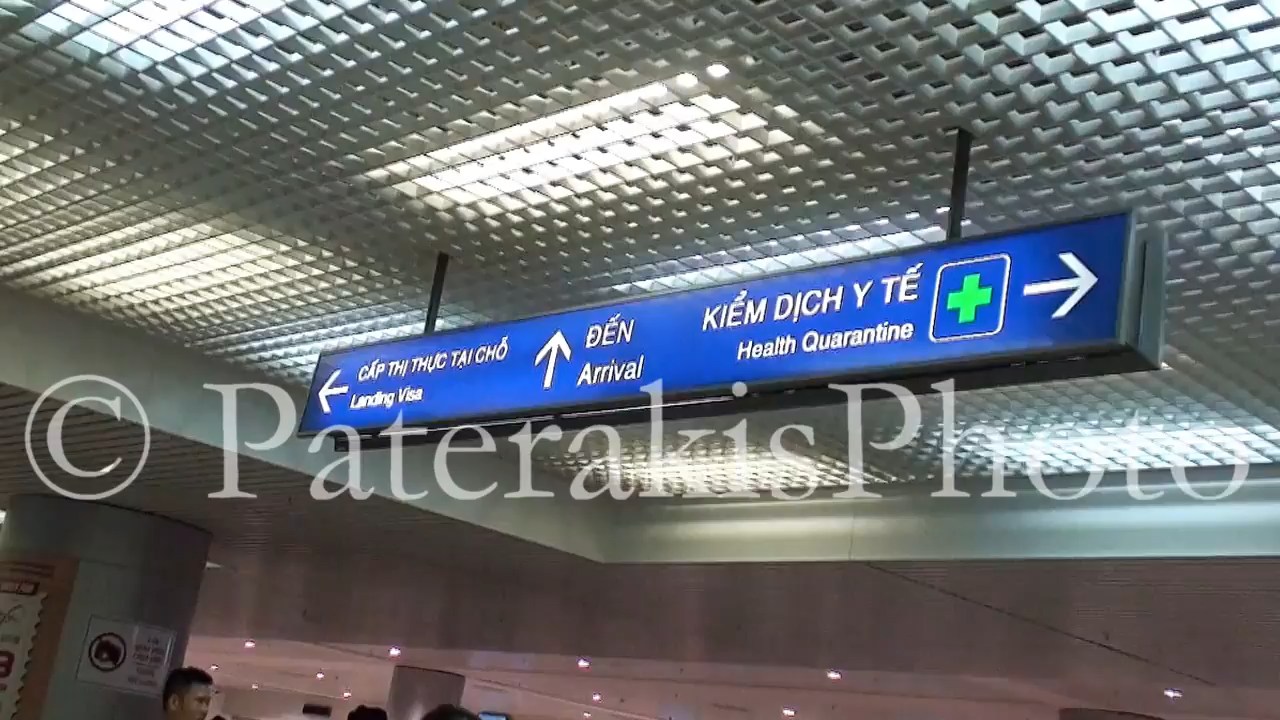 CẤP THỊ THỰC TẠI CHỖ
Landing Visa
ĐẾN
Arrival
KIỂM DỊCH Y TẾ
Health Quarantine
© PaterakisPhoto